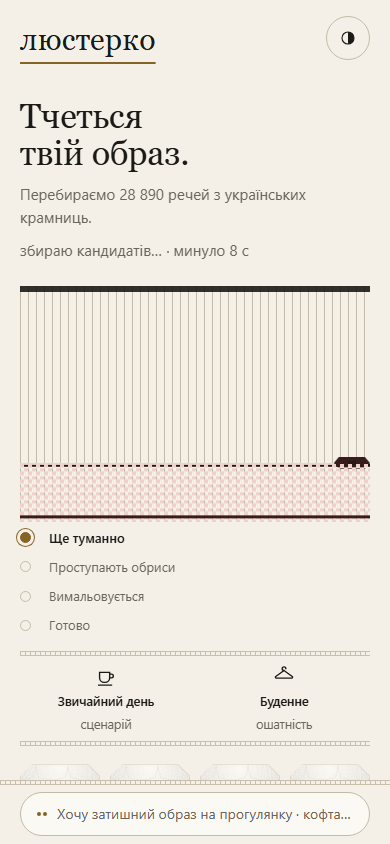 люстерко
Тчеться
твій образ.
Перебираємо 28 890 речей з українських
крамниць.
збираю кандидатів... · минуло 8 с
Ще туманно
Проступають обриси
Вимальовується
Готово
Звичайний день
сценарій
Буденне
ошатність
Хочу затишний образ на прогулянку · кофта...